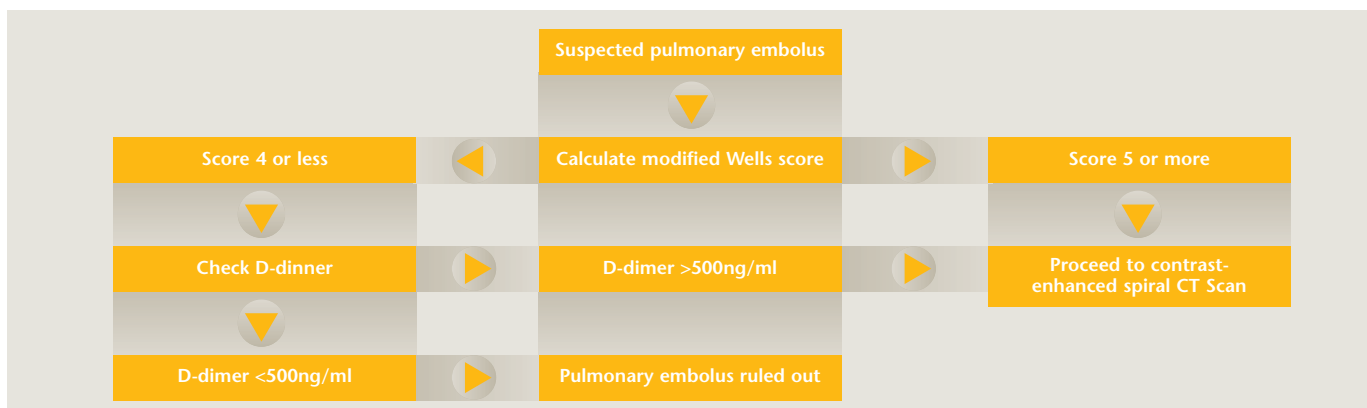 Suspected pulmonary embolus
Score 4 or less
Calculate modified Wells score
Score 5 or more
Check D-dinner
D-dimer >500ng/ml
Proceed to contrast-
enhanced spiral CT Scan
D-dimer <500ng/ml
Pulmonary embolus ruled out